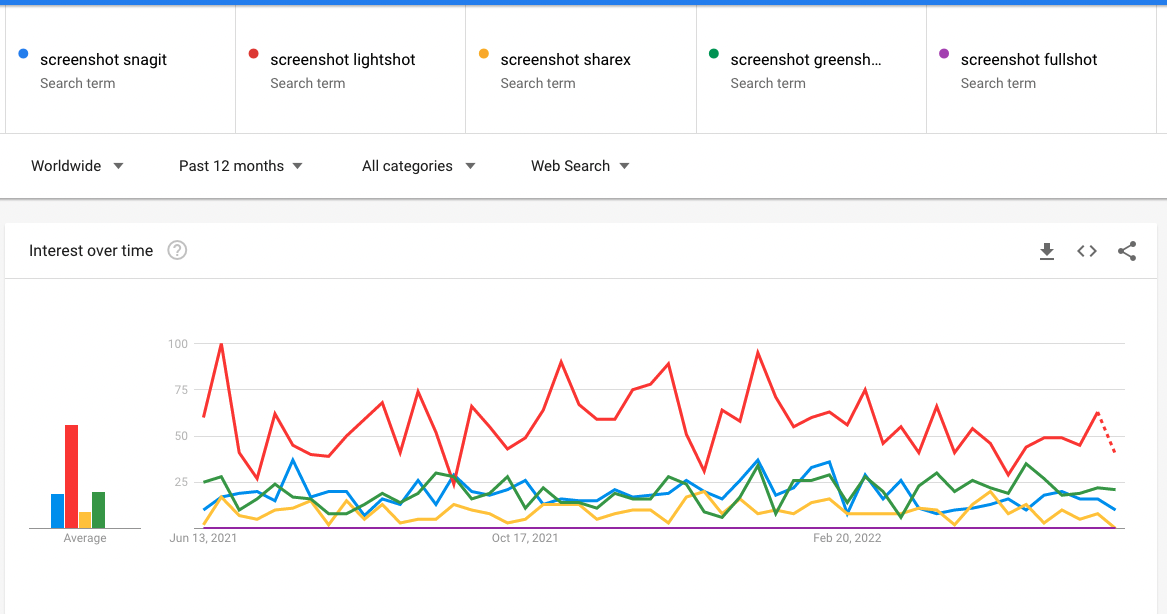 screenshot snagit
Search term
screenshot lightshot
Search term
screenshot sharex
Search term
screenshot greensh...
Search term
screenshot fullshot
Search term
Worldwide
Past 12 months
All categories
Web Search
Interest over time ?
100
75
50
25
Average
Jun 13, 2021
Oct 17, 2021
Feb 20, 2022